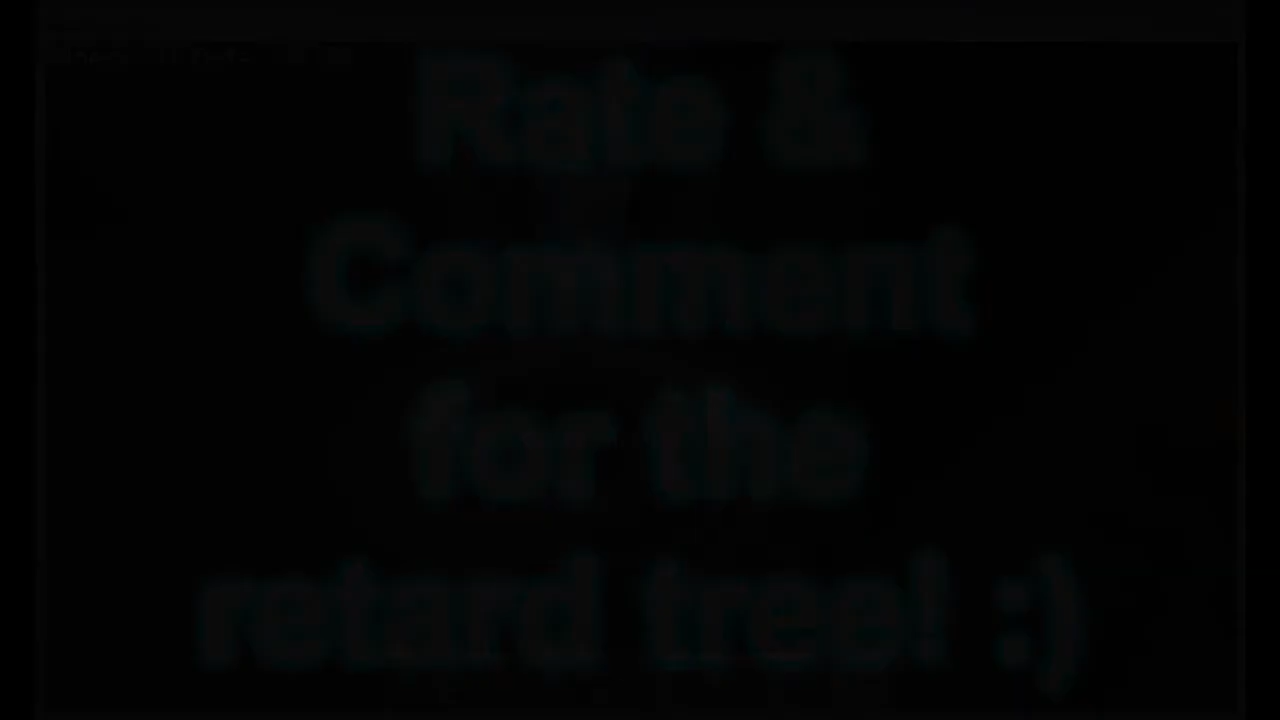 Rate &
Comment
for the
retard tree! :)